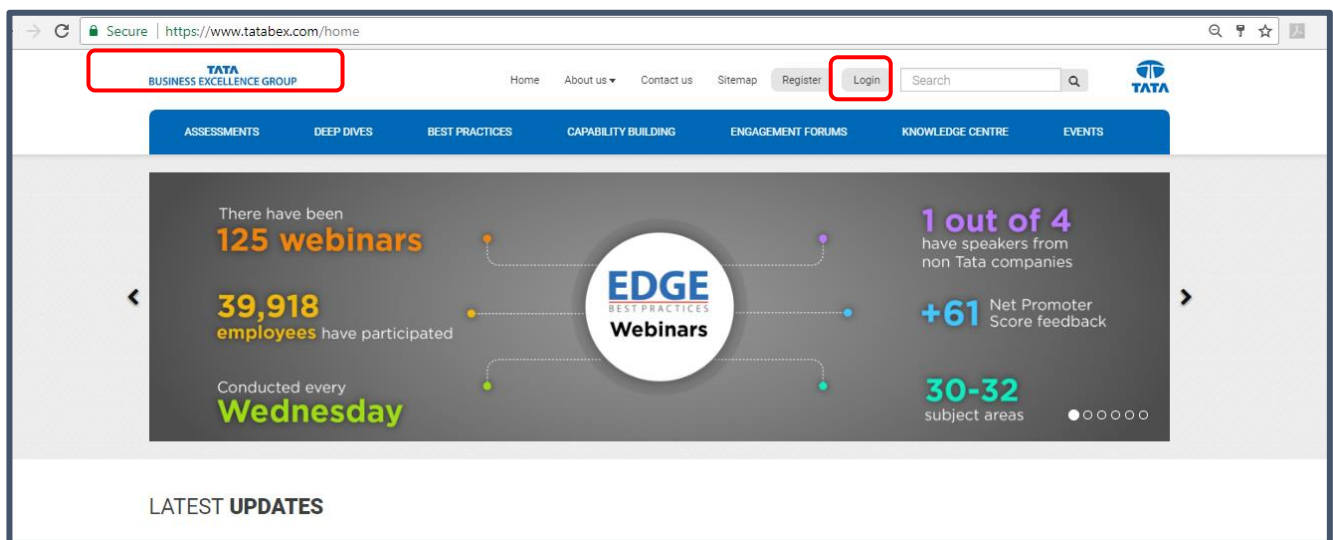 Secure | https://www.tatabex.com/home
TATA
BUSINESS EXCELLENCE GROUP
Home About us Contact us Sitemap Register Login Search
TATA
ASSESSMENTS DEEP DIVES BEST PRACTICES CAPABILITY BUILDING ENGAGEMENT FORUMS KNOWLEDGE CENTRE EVENTS
There have been
125 webinars
39,918
employees have participated
Conducted every
Wednesday
EDGE
BEST PRACTICES
Webinars
1 out of 4
have speakers from
non Tata companies
+61 Net Promoter
Score feedback
30-32
subject areas
LATEST UPDATES